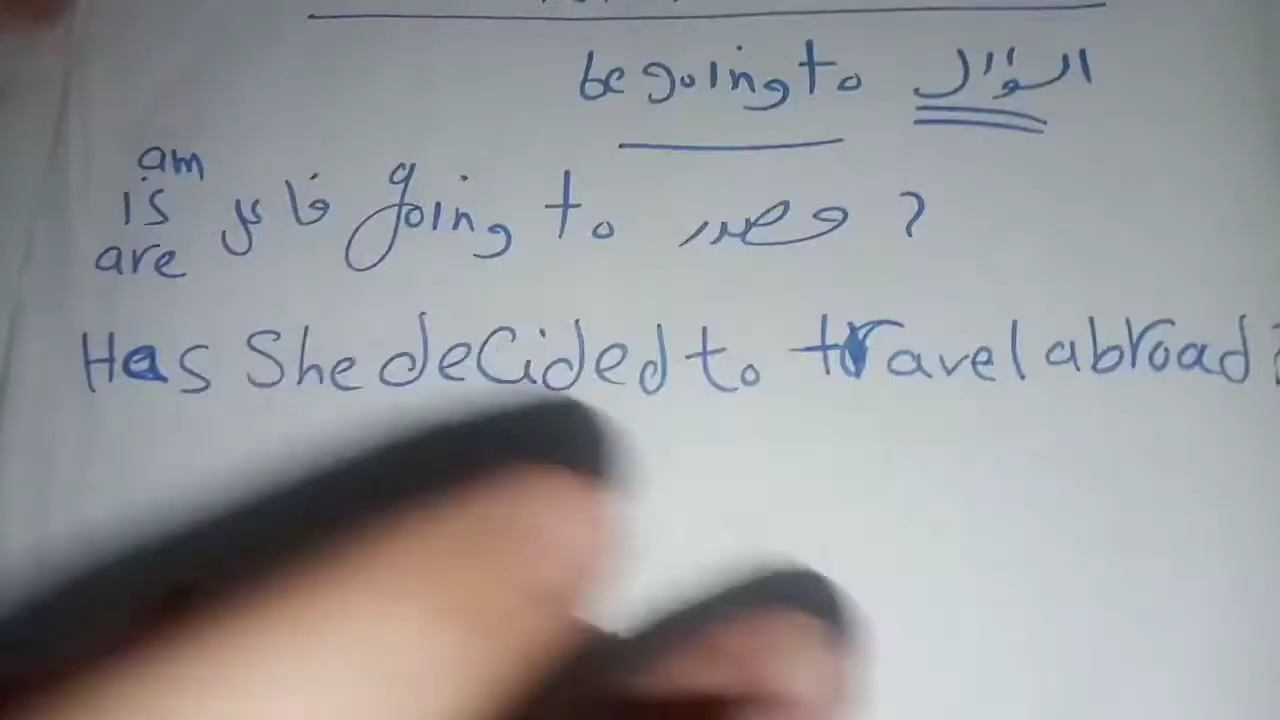 be going to السؤال
am
is فاعل going to مصدر ?
are
Has She decided to travel abroad ?